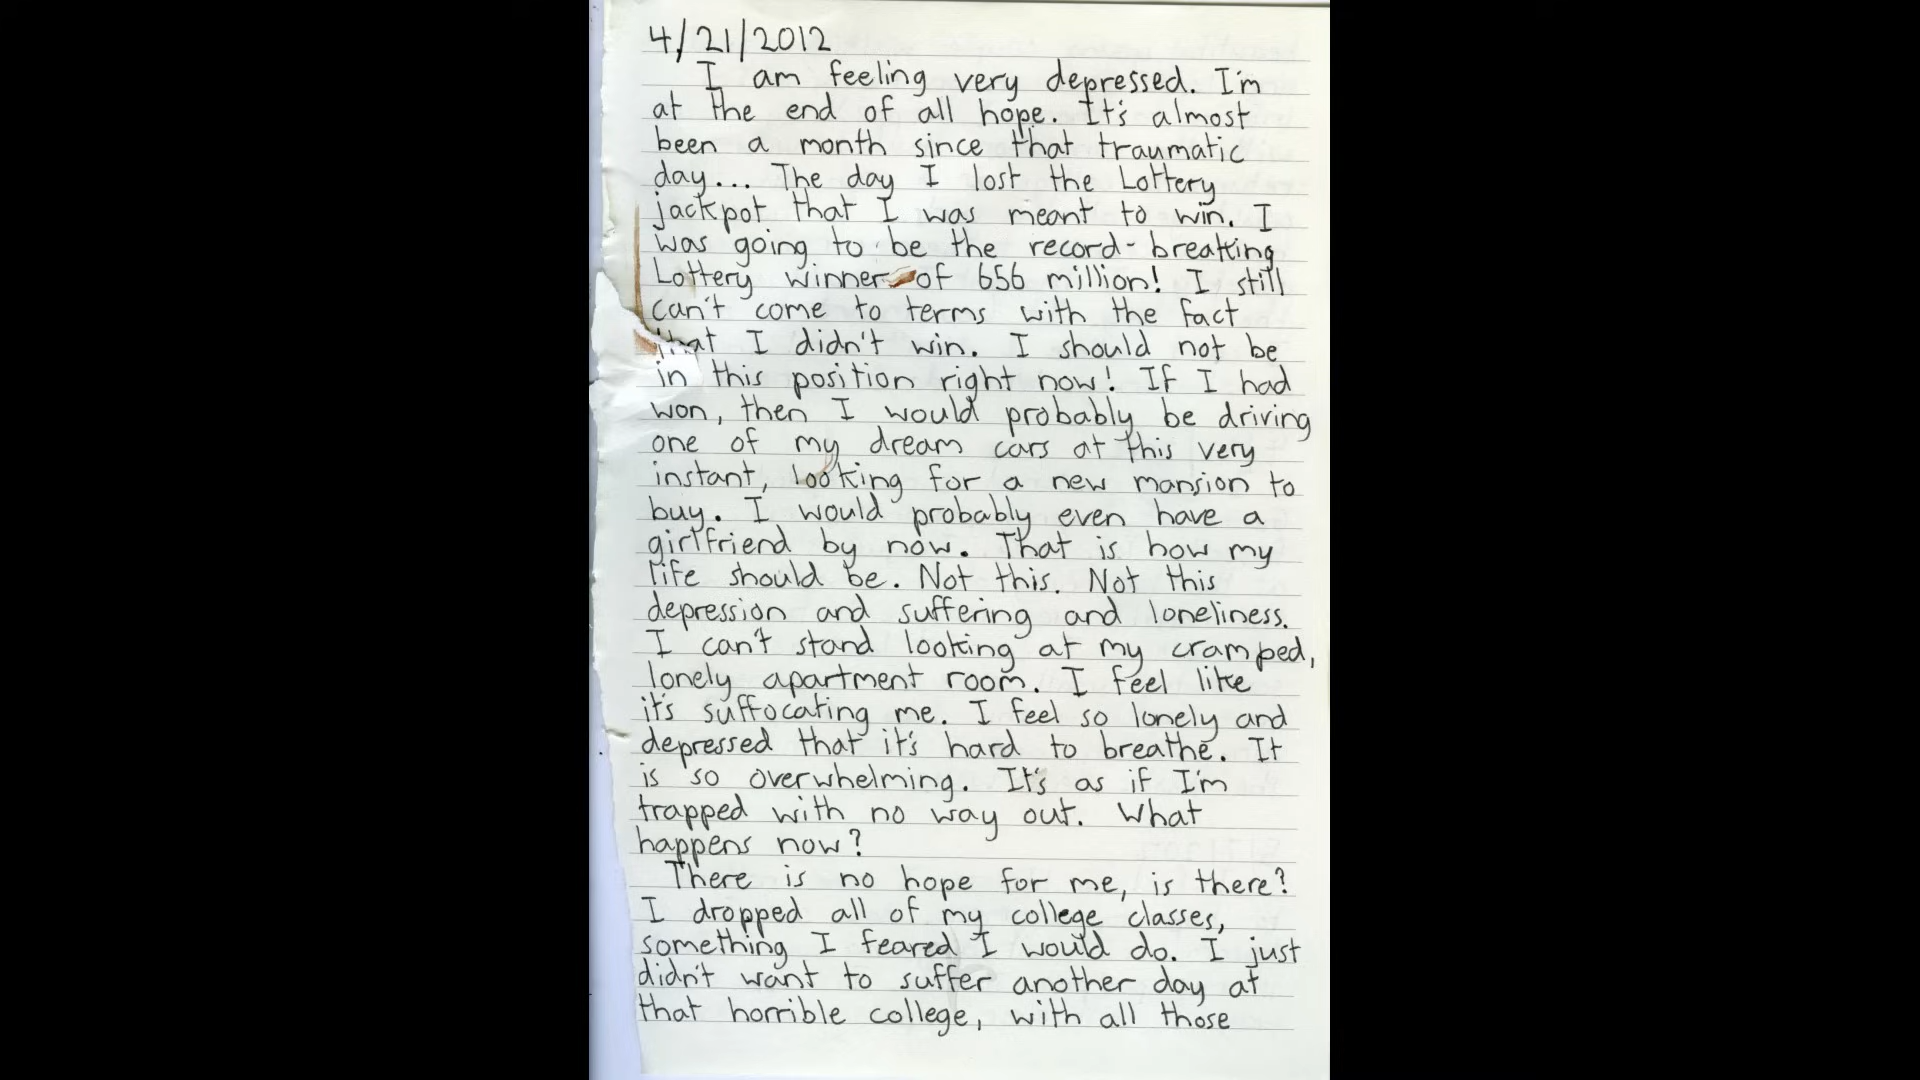 4/21/2012
I am feeling very depressed. I'm
at the end of all hope. It's almost
been a month since that traumatic
day... The day I lost the Lottery
jackpot that I was meant to win. I
was going to be the record-breaking
Lottery winner of 656 million! I still
can't come to terms with the fact
that I didn't win. I should not be
in this position right now! If I had
won, then I would probably be driving
one of my dream cars at this very
instant, looking for a new mansion to
buy. I would probably even have a
girlfriend by now. That is how my
life should be. Not this. Not this
depression and suffering and loneliness.
I can't stand looking at my cramped,
lonely apartment room. I feel like
it's suffocating me. I feel so lonely and
depressed that it's hard to breathe. It
is so overwhelming. It's as if I'm
trapped with no way out. What
happens now?
There is no hope for me, is there?
I dropped all of my college classes,
something I feared I would do. I just
didn't want to suffer another day at
that horrible college, with all those